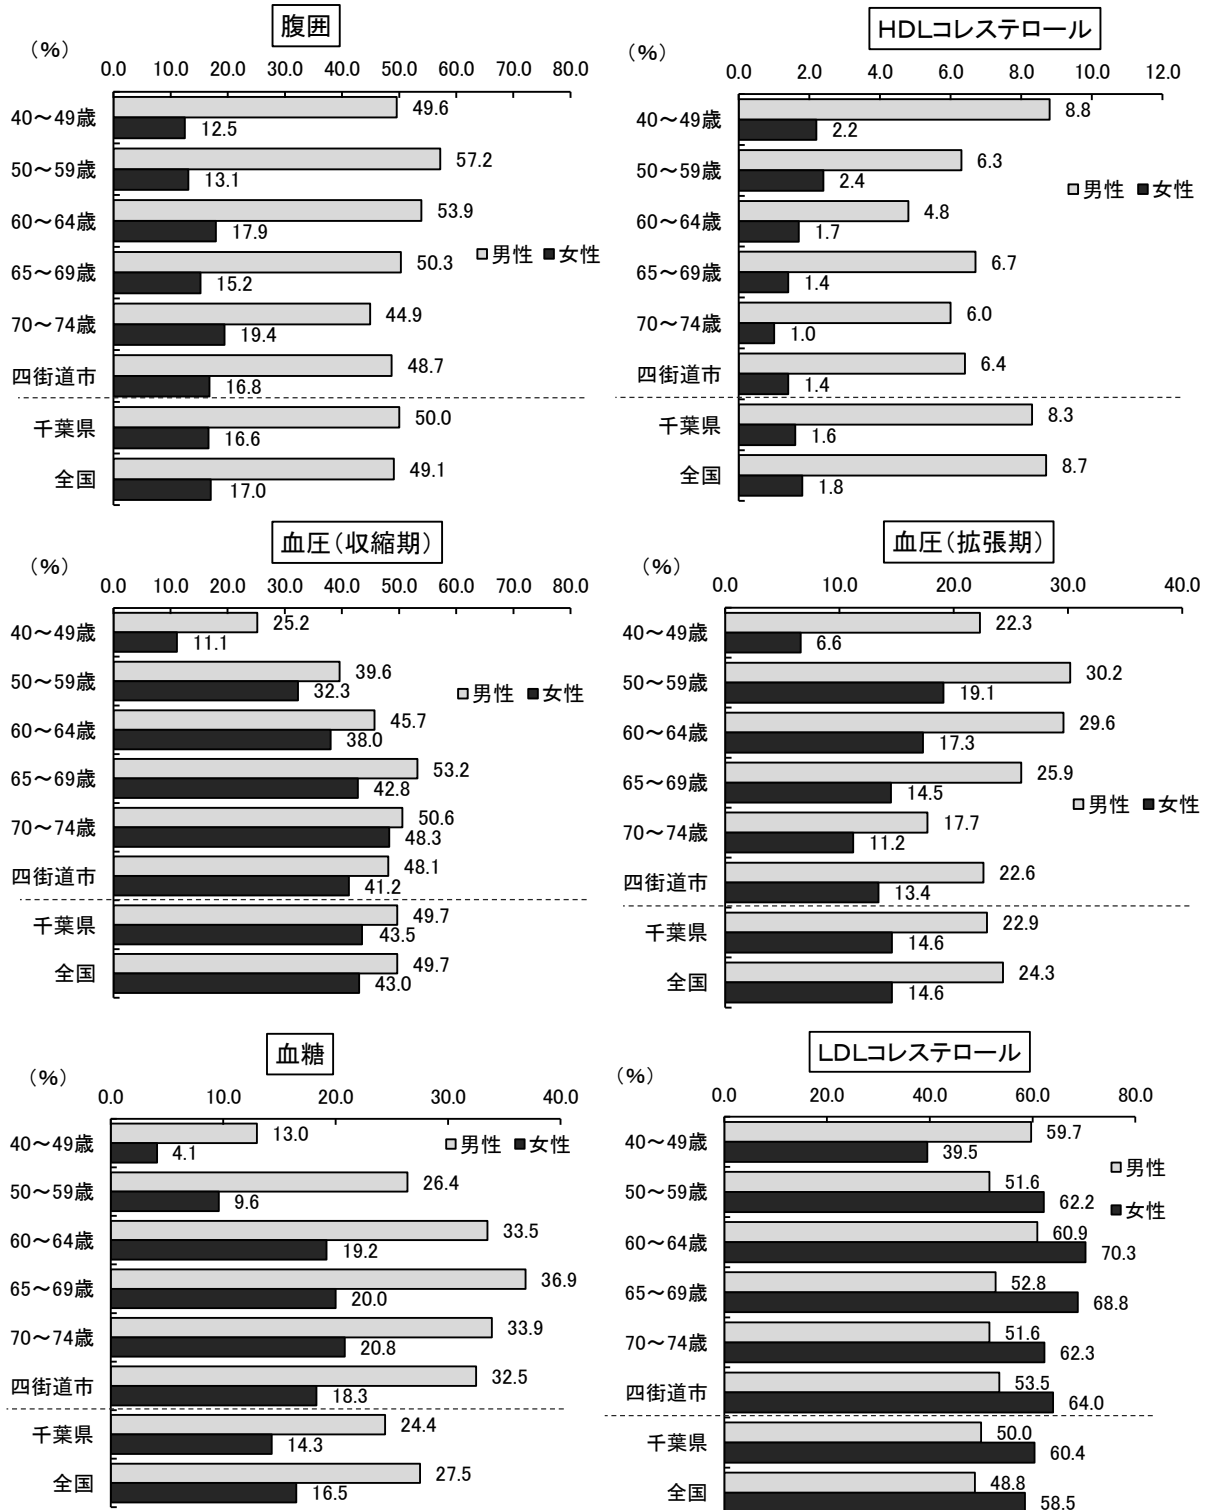 腹囲
（%）
0.0 10.0 20.0 30.0 40.0 50.0 60.0 70.0 80.0
40～49歳 49.6
12.5
50～59歳 57.2
13.1
60～64歳 53.9
17.9
□男性 ■女性
65～69歳 50.3
15.2
70～74歳 44.9
19.4
四街道市 48.7
16.8
千葉県 50.0
16.6
全国 49.1
17.0
HDLコレステロール
（%）
0.0 2.0 4.0 6.0 8.0 10.0 12.0
40～49歳 8.8
2.2
50～59歳 6.3
2.4
□男性 ■女性
60～64歳 4.8
1.7
65～69歳 6.7
1.4
70～74歳 6.0
1.0
四街道市 6.4
1.4
千葉県 8.3
1.6
全国 8.7
1.8
血圧（収縮期）
（%）
0.0 10.0 20.0 30.0 40.0 50.0 60.0 70.0 80.0
40～49歳 25.2
11.1
50～59歳 39.6
32.3
□男性 ■女性
60～64歳 45.7
38.0
65～69歳 53.2
42.8
70～74歳 50.6
48.3
四街道市 48.1
41.2
千葉県 49.7
43.5
全国 49.7
43.0
血圧（拡張期）
（%）
0.0 10.0 20.0 30.0 40.0
40～49歳 22.3
6.6
50～59歳 30.2
19.1
60～64歳 29.6
17.3
65～69歳 25.9
14.5
□男性 ■女性
70～74歳 17.7
11.2
四街道市 22.6
13.4
千葉県 22.9
14.6
全国 24.3
14.6
血糖
（%）
0.0 10.0 20.0 30.0 40.0
40～49歳 13.0
□男性 ■女性
4.1
50～59歳 26.4
9.6
60～64歳 33.5
19.2
65～69歳 36.9
20.0
70～74歳 33.9
20.8
四街道市 32.5
18.3
千葉県 24.4
14.3
全国 27.5
16.5
LDLコレステロール
（%）
0.0 20.0 40.0 60.0 80.0
40～49歳 59.7
39.5
□男性
50～59歳 51.6
62.2
■女性
60～64歳 60.9
70.3
65～69歳 52.8
68.8
70～74歳 51.6
62.3
四街道市 53.5
64.0
千葉県 50.0
60.4
全国 48.8
58.5